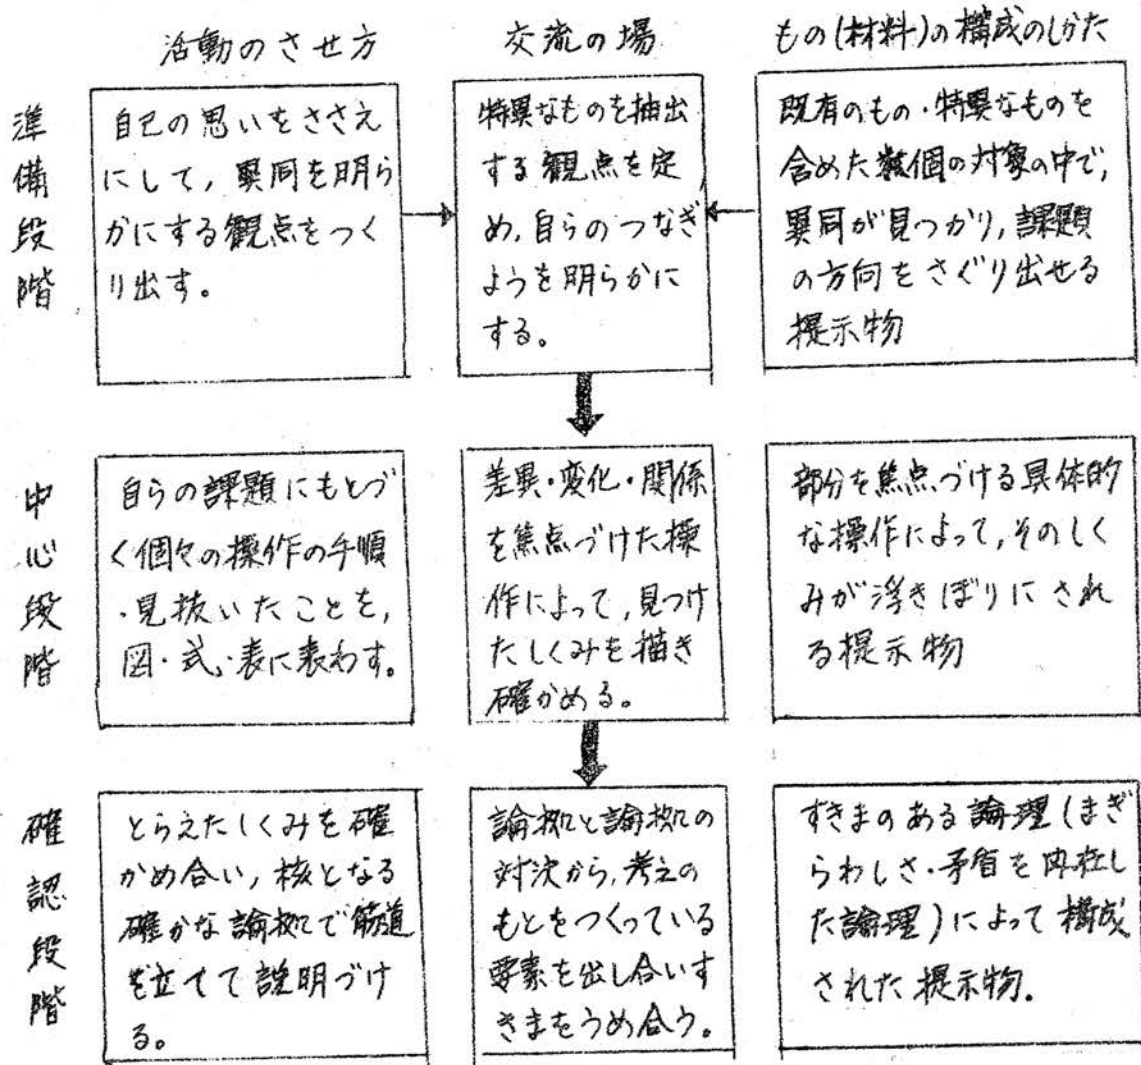 活動のさせ方
交流の場
もの(材料)の構成のしかた
準備段階
自己の思いをささえ
にして,異同を明ら
かにする観点をつく
り出す。
特異なものを抽出
する観点を定
め,自らのつなぎ
ようを明らかに
する。
既有のもの・特異なものを
含めた数個の対象の中で,
異同が見つかり,課題
の方向をさぐり出せる
提示物
中心段階
自らの課題にもとづ
く個々の操作の手順
・見抜いたことを,
図・式・表に表わす。
差異・変化・関係
を焦点づけた操
作によって,見つけ
たしくみを描き
確かめる。
部分を焦点づける具体的
な操作によって,そのしく
みが浮きぼりにされ
る提示物
確認段階
とらえたしくみを確
かめ合い,核となる
確かな論拠で筋道
を立てて説明づけ
る。
論拠と論拠の
対決から,考えの
もとをつくっている
要素を出し合いす
きまをうめ合う。
すきまのある論理(まぎ
らわしさ・矛盾を内在し
た論理)によって構成
された提示物.